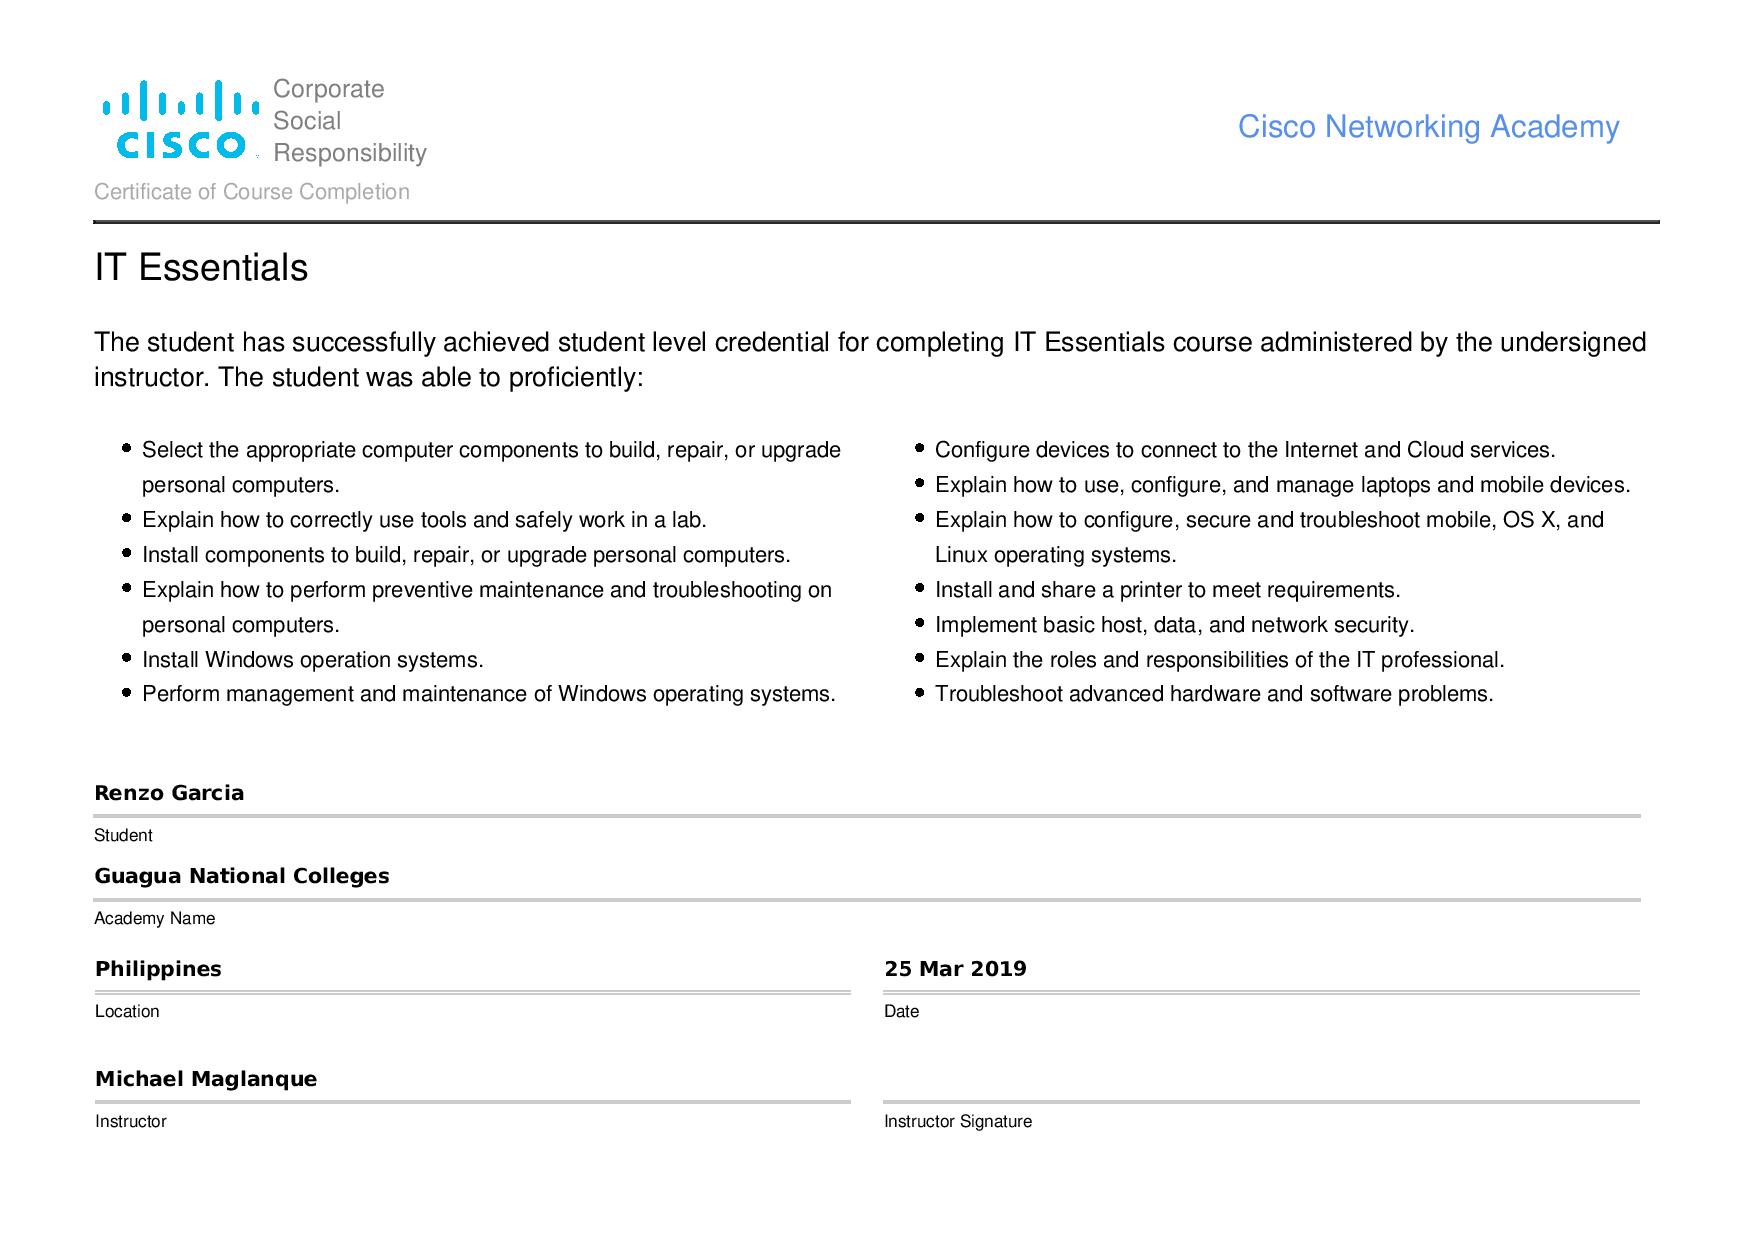 CISCO
Corporate
Social
Responsibility
Cisco Networking Academy
Certificate of Course Completion
IT Essentials
The student has successfully achieved student level credential for completing IT Essentials course administered by the undersigned
instructor. The student was able to proficiently:
• Select the appropriate computer components to build, repair, or upgrade
personal computers.
• Explain how to correctly use tools and safely work in a lab.
• Install components to build, repair, or upgrade personal computers.
• Explain how to perform preventive maintenance and troubleshooting on
personal computers.
• Install Windows operation systems.
• Perform management and maintenance of Windows operating systems.
• Configure devices to connect to the Internet and Cloud services.
• Explain how to use, configure, and manage laptops and mobile devices.
• Explain how to configure, secure and troubleshoot mobile, OS X, and
Linux operating systems.
• Install and share a printer to meet requirements.
• Implement basic host, data, and network security.
• Explain the roles and responsibilities of the IT professional.
• Troubleshoot advanced hardware and software problems.
Renzo Garcia
Student
Guagua National Colleges
Academy Name
Philippines
Location
25 Mar 2019
Date
Michael Maglanque
Instructor
Instructor Signature